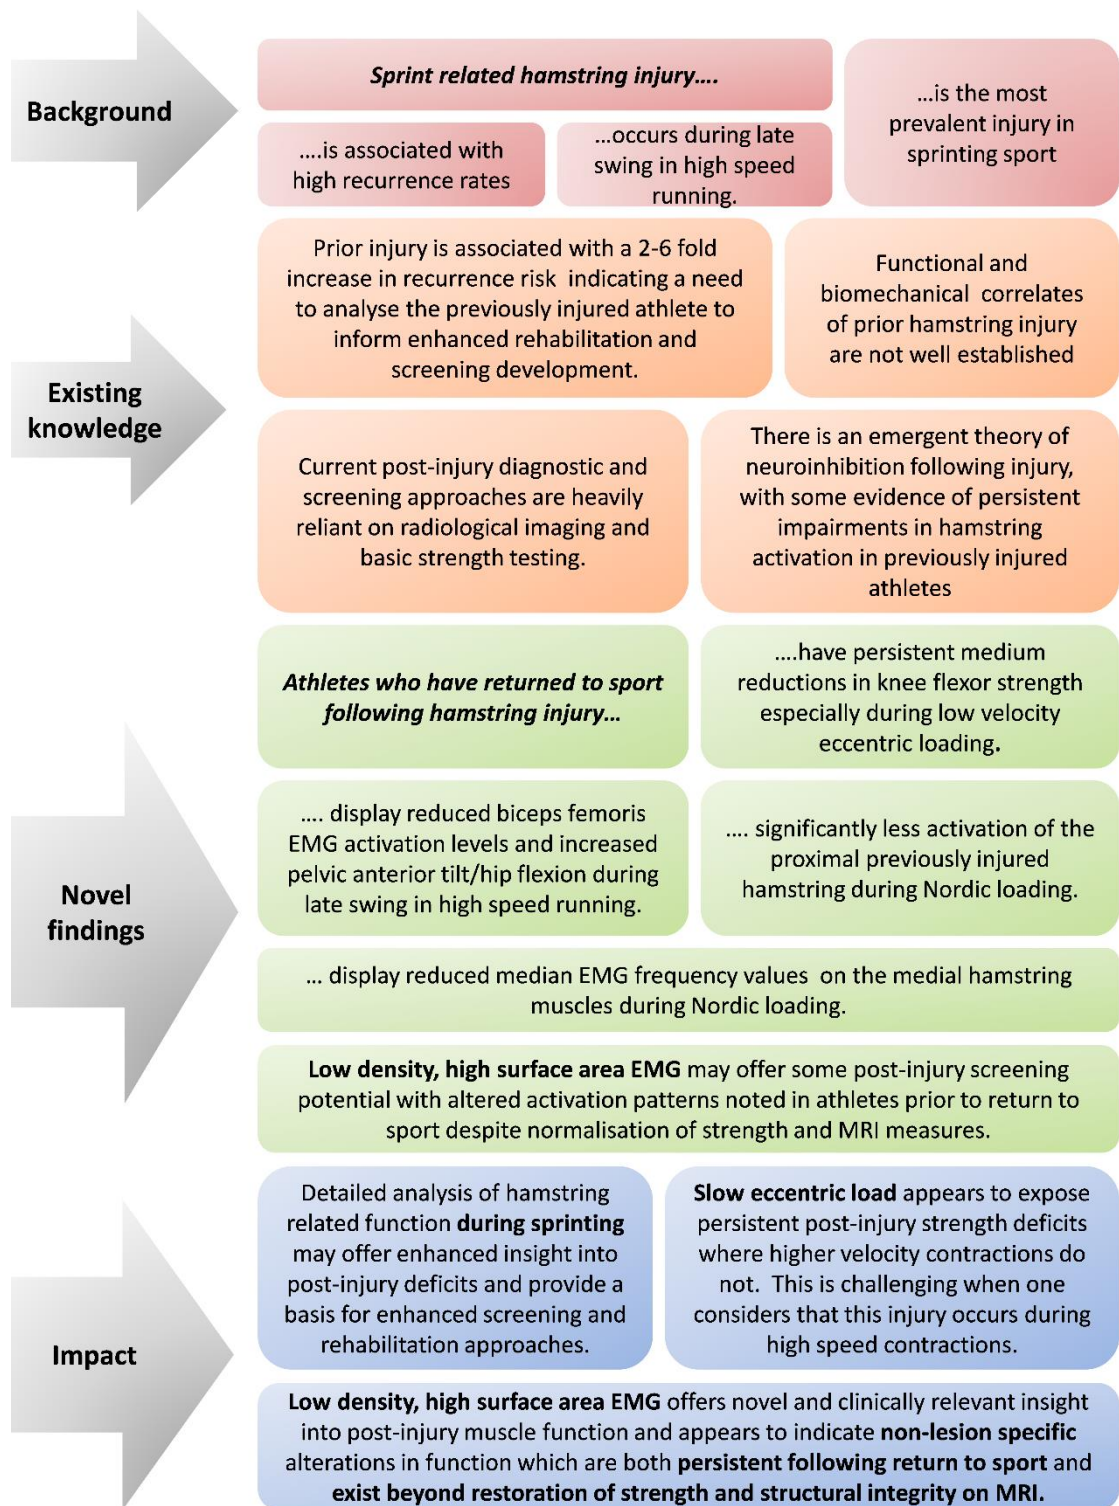 Background
Sprint related hamstring injury....
...is the most
prevalent injury in
sprinting sport
....is associated with
high recurrence rates
...occurs during late
swing in high speed
running.
Existing
knowledge
Prior injury is associated with a 2-6 fold
increase in recurrence risk indicating a need
to analyse the previously injured athlete to
inform enhanced rehabilitation and
screening development.
Functional and
biomechanical correlates
of prior hamstring injury
are not well established
Current post-injury diagnostic and
screening approaches are heavily
reliant on radiological imaging and
basic strength testing.
There is an emergent theory of
neuroinhibition following injury,
with some evidence of persistent
impairments in hamstring
activation in previously injured
athletes
Novel
findings
Athletes who have returned to sport
following hamstring injury...
....have persistent medium
reductions in knee flexor strength
especially during low velocity
eccentric loading.
.... display reduced biceps femoris
EMG activation levels and increased
pelvic anterior tilt/hip flexion during
late swing in high speed running.
.... significantly less activation of the
proximal previously injured
hamstring during Nordic loading.
... display reduced median EMG frequency values on the medial hamstring
muscles during Nordic loading.
Low density, high surface area EMG may offer some post-injury screening
potential with altered activation patterns noted in athletes prior to return to
sport despite normalisation of strength and MRI measures.
Impact
Detailed analysis of hamstring
related function during sprinting
may offer enhanced insight into
post-injury deficits and provide a
basis for enhanced screening and
rehabilitation approaches.
Slow eccentric load appears to expose
persistent post-injury strength deficits
where higher velocity contractions do
not. This is challenging when one
considers that this injury occurs during
high speed contractions.
Low density, high surface area EMG offers novel and clinically relevant insight
into post-injury muscle function and appears to indicate non-lesion specific
alterations in function which are both persistent following return to sport and
exist beyond restoration of strength and structural integrity on MRI.